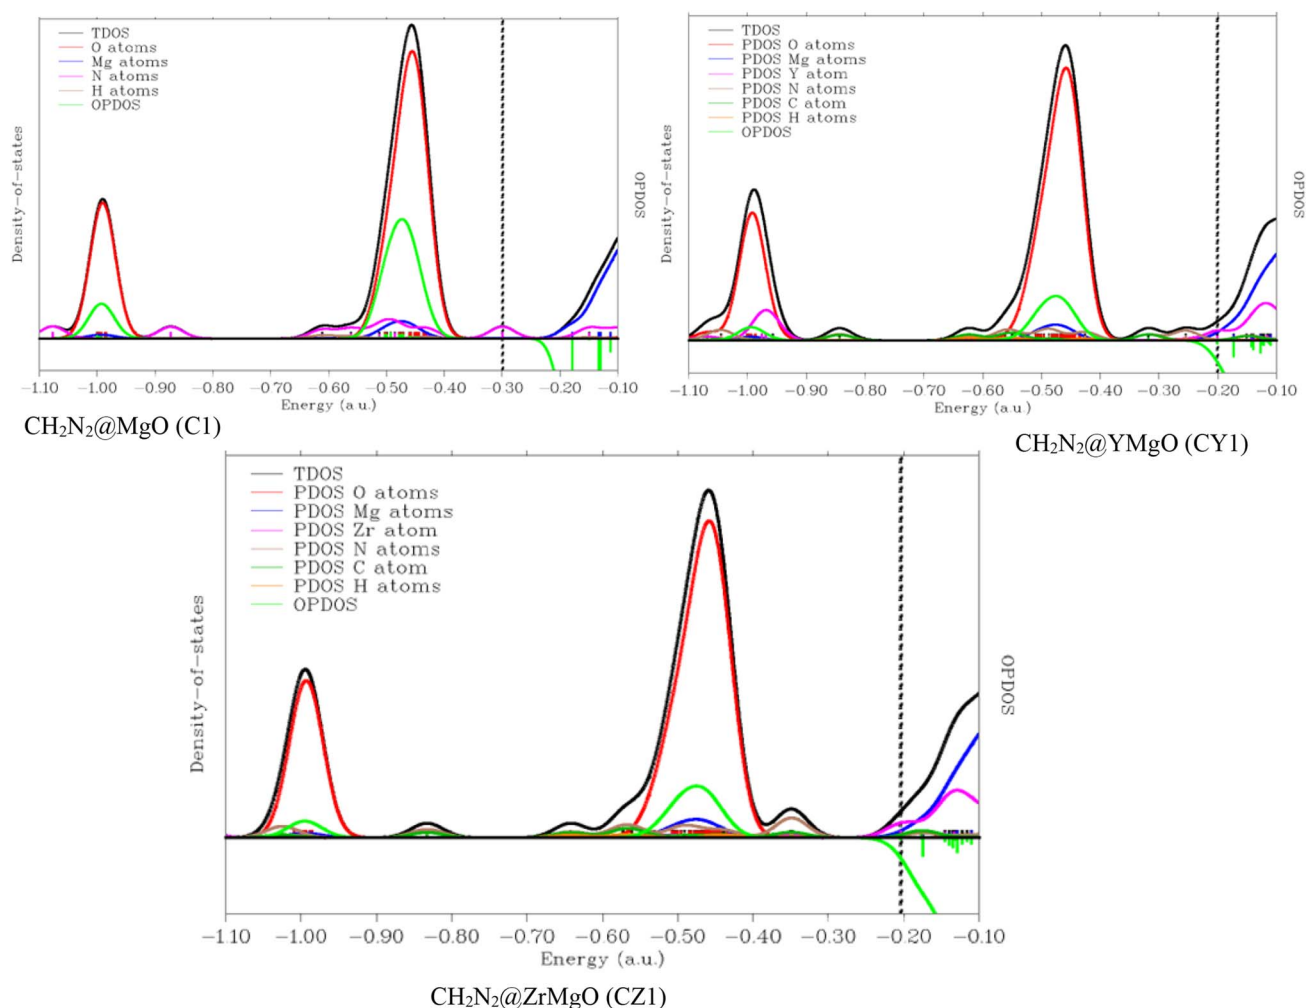 TDOS
O atoms
Mg atoms
N atoms
H atoms
OPDOS
Density-of-states
OPDOS
-1.10 -1.00 -0.90 -0.80 -0.70 -0.60 -0.50 -0.40 -0.30 -0.20 -0.10
Energy (a.u.)
CH₂N₂@MgO (C1)
TDOS
PDOS O atoms
PDOS Mg atoms
PDOS Y atom
PDOS N atoms
PDOS C atom
PDOS H atoms
OPDOS
Density-of-states
OPDOS
-1.10 -1.00 -0.90 -0.80 -0.70 -0.60 -0.50 -0.40 -0.30 -0.20 -0.10
Energy (a.u.)
CH₂N₂@YMgO (CY1)
TDOS
PDOS O atoms
PDOS Mg atoms
PDOS Zr atom
PDOS N atoms
PDOS C atom
PDOS H atoms
OPDOS
Density-of-states
OPDOS
-1.10 -1.00 -0.90 -0.80 -0.70 -0.60 -0.50 -0.40 -0.30 -0.20 -0.10
Energy (a.u.)
CH₂N₂@ZrMgO (CZ1)